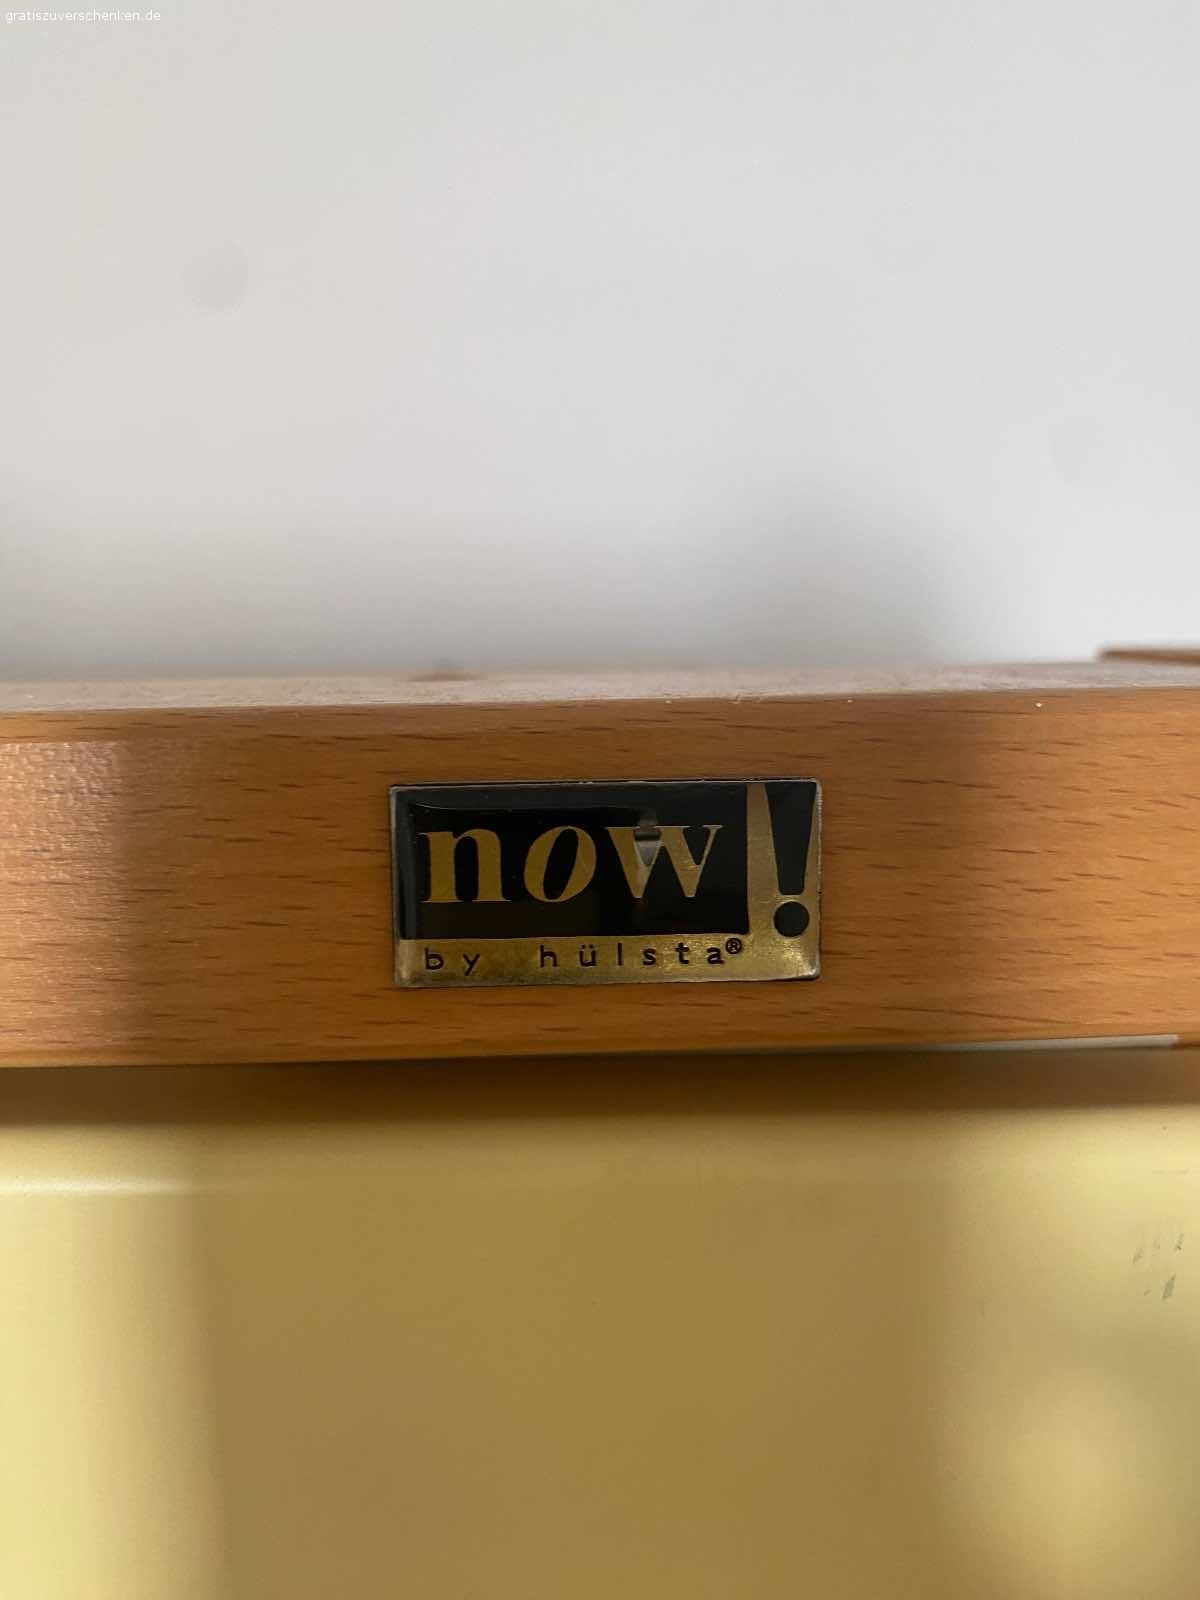 gratiszuverschenken.de
now!
by hülsta®